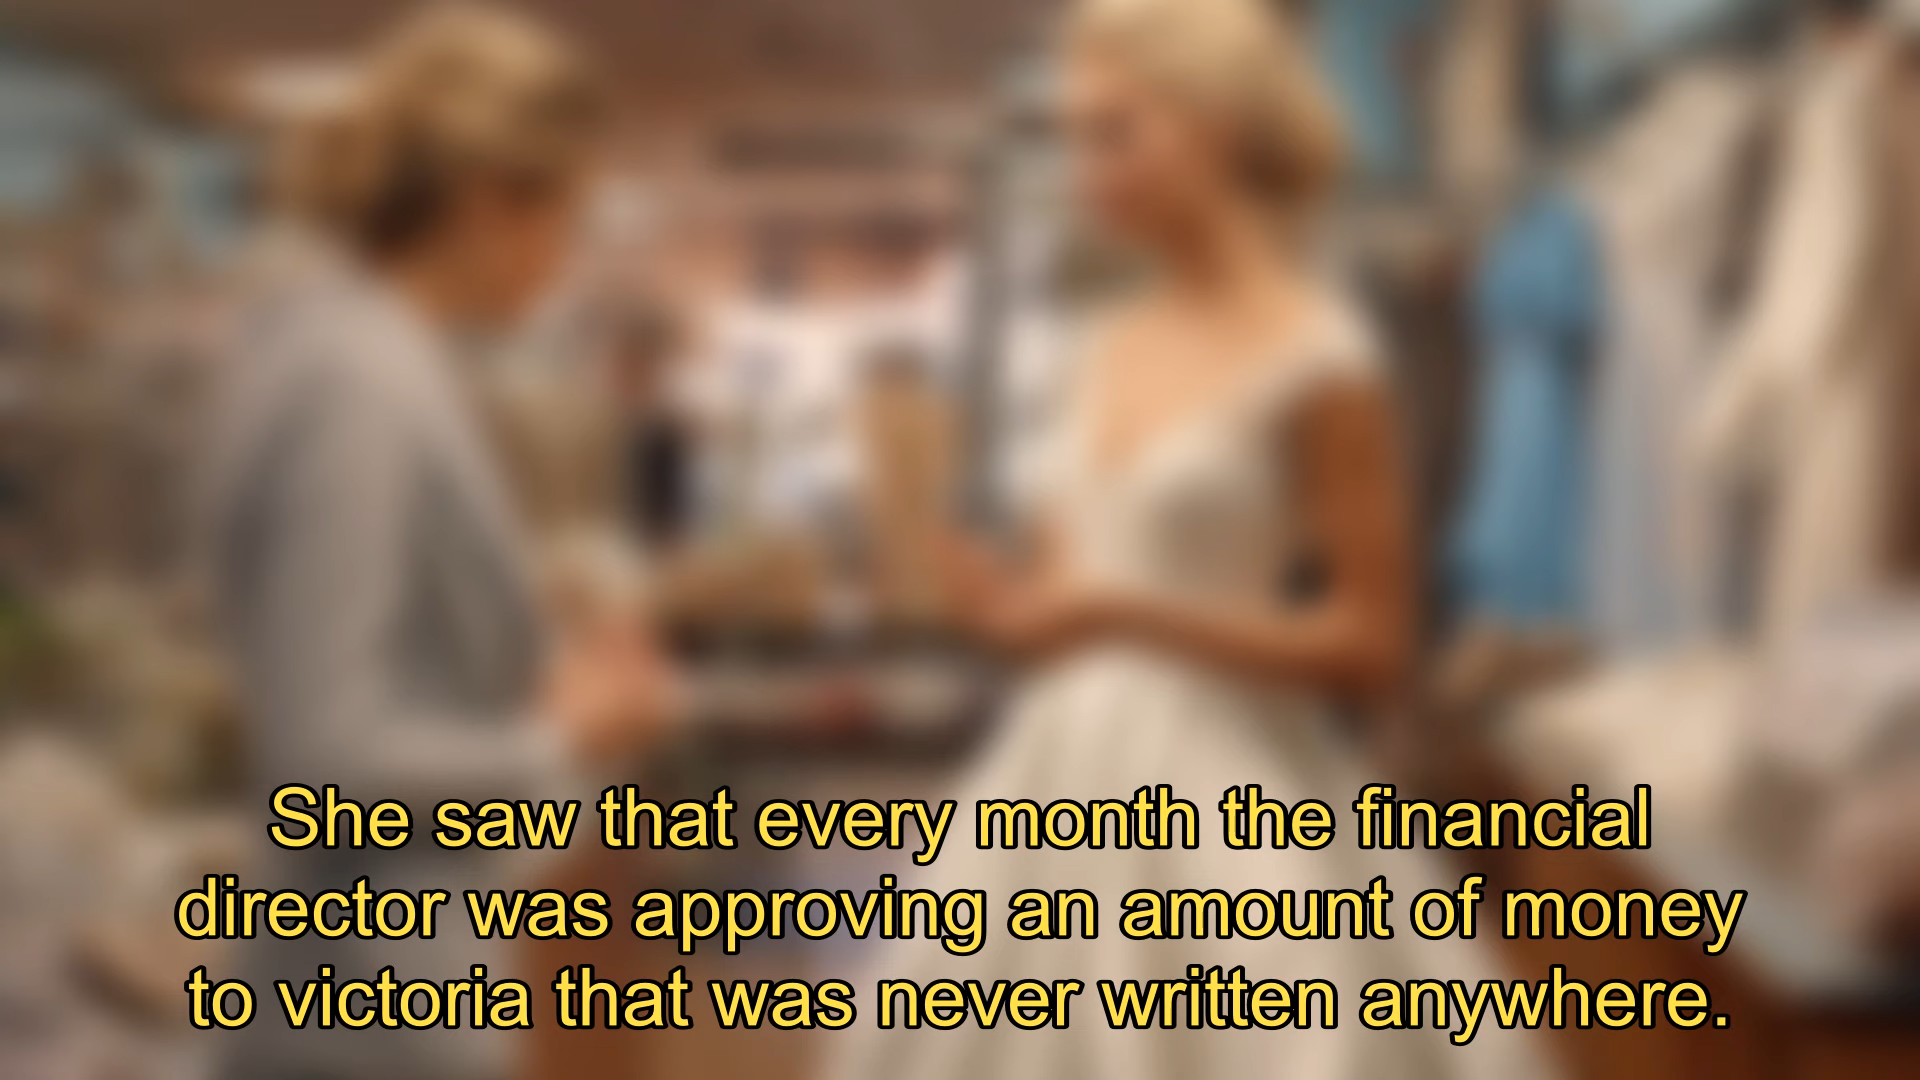 She saw that every month the financial
director was approving an amount of money
to victoria that was never written anywhere.